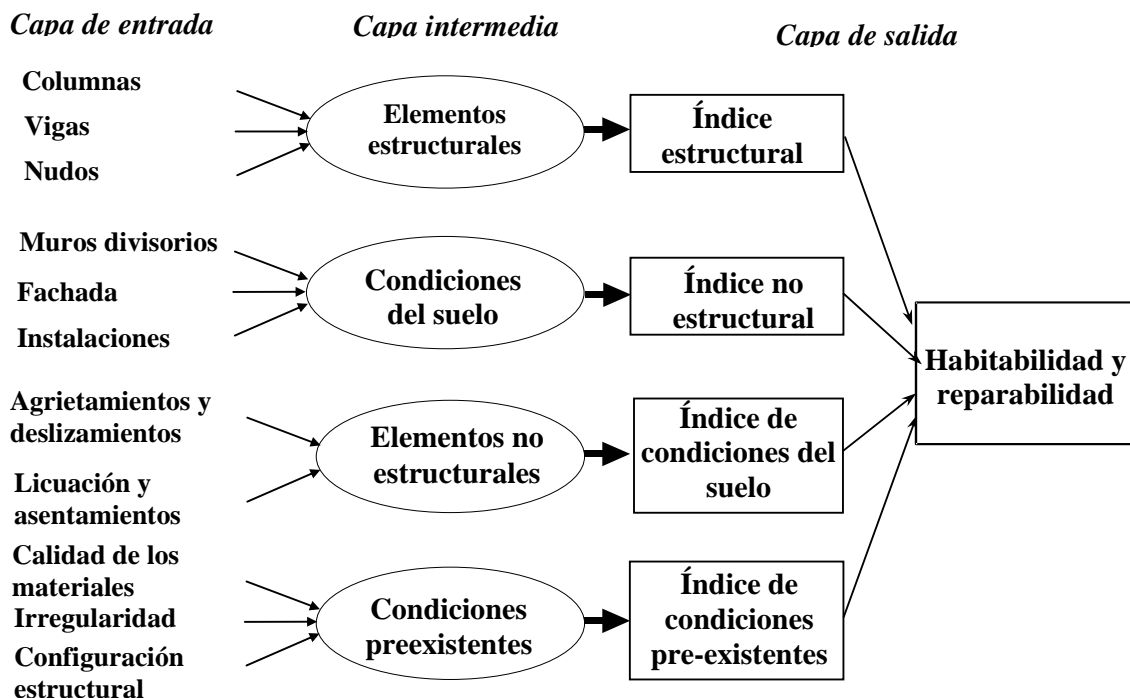 Capa de entrada
Capa intermedia
Capa de salida
Columnas
Vigas
Nudos
Elementos
estructurales
Índice
estructural
Muros divisorios
Fachada
Instalaciones
Condiciones
del suelo
Índice no
estructural
Habitabilidad y
reparabilidad
Agrietamientos y
deslizamientos
Licuación y
asentamientos
Elementos no
estructurales
Índice de
condiciones del
suelo
Calidad de los
materiales
Irregularidad
Configuración
estructural
Condiciones
preexistentes
Índice de
condiciones
pre-existentes